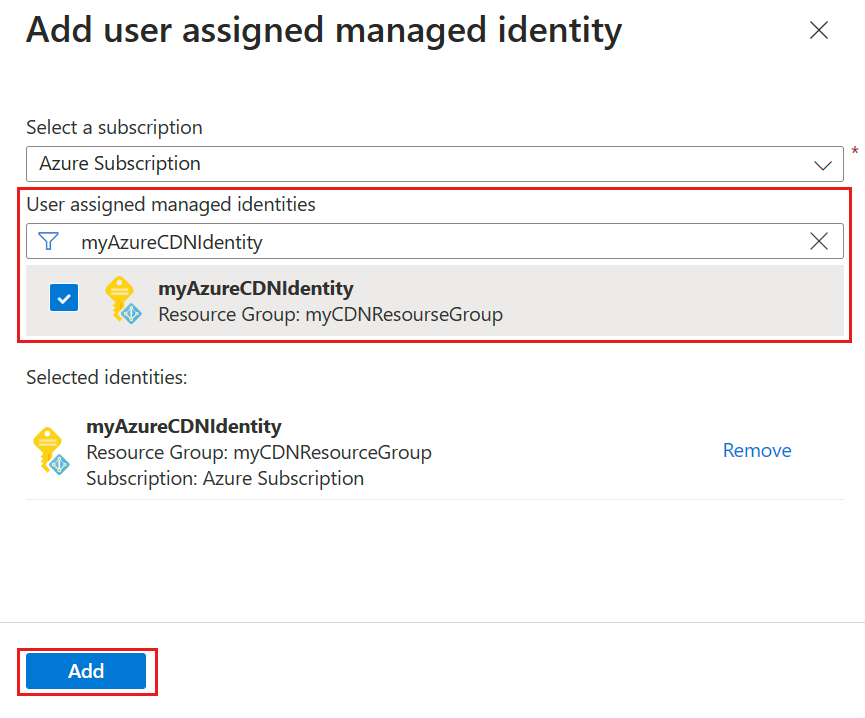 Add user assigned managed identity
Select a subscription
Azure Subscription
*
User assigned managed identities
myAzureCDNIdentity
myAzureCDNIdentity
Resource Group: myCDNResourseGroup
Selected identities:
myAzureCDNIdentity
Resource Group: myCDNResourceGroup
Remove
Subscription: Azure Subscription
Add